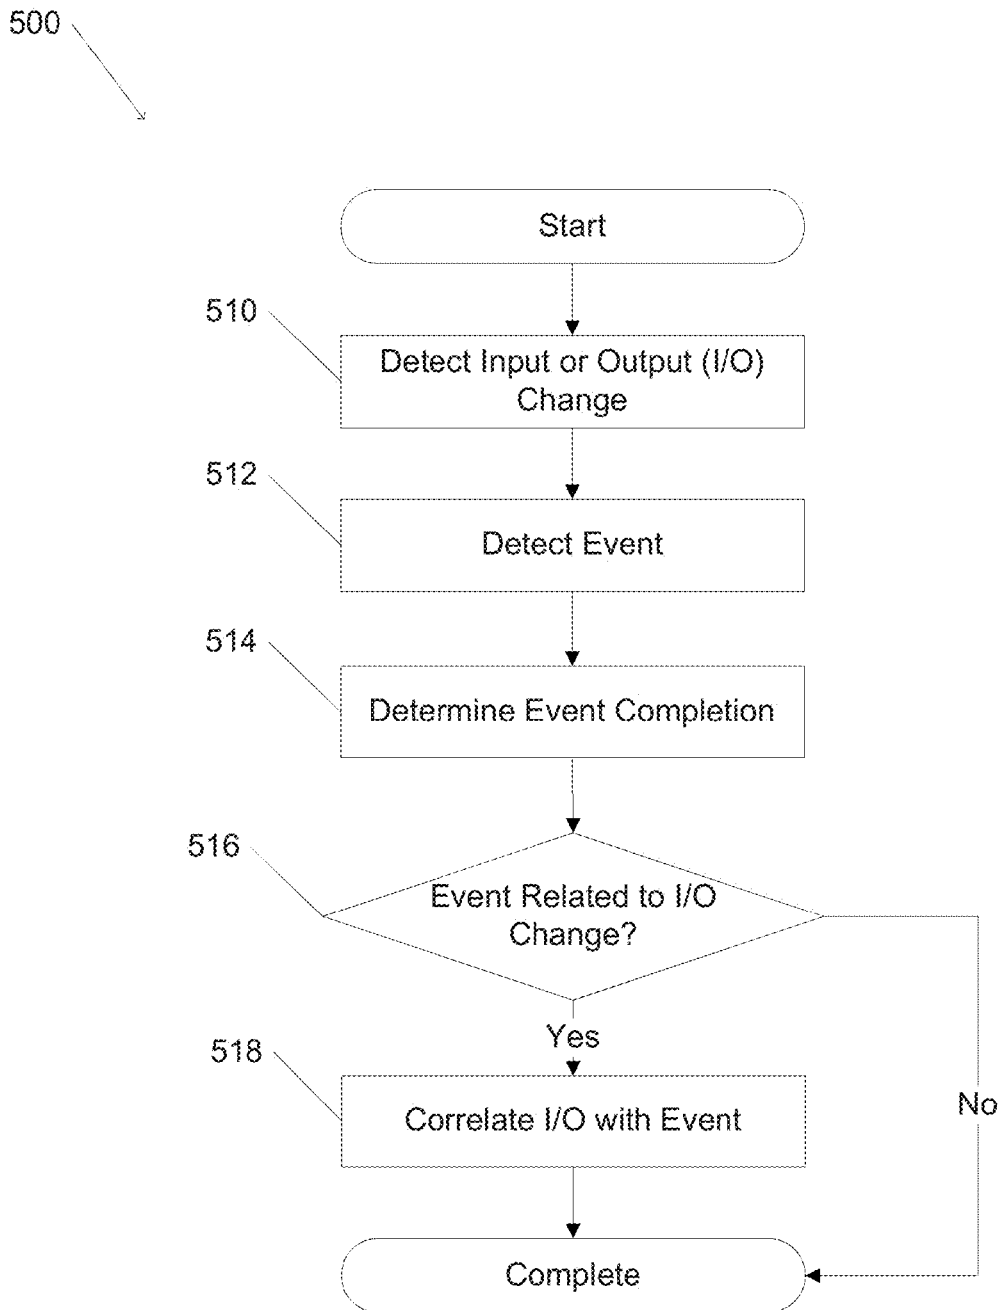 500
Start
510
Detect Input or Output (I/O)
Change
512
Detect Event
514
Determine Event Completion
516
Event Related to I/O
Change?
Yes
518
Correlate I/O with Event
No
Complete